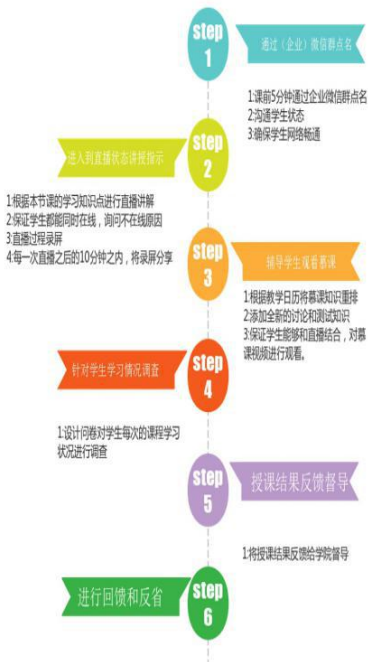 step
1
通过（企业）微信群点名
1:课前5分钟通过企业微信群点名
2:沟通学生状态
3:确保学生网络畅通
step
2
进入到直播状态讲授指示
1:根据本节课的学习知识点进行直播讲解
2:保证学生都能同时在线，询问不在线原因
3:直播过程录屏
4:每一次直播之后的10分钟之内，将录屏分享
step
3
辅导学生观看慕课
1:根据教学日历将慕课知识重排
2:添加全新的讨论和测试知识
3:保证学生能够和直播结合，对慕
课视频进行观看。
step
4
针对学生学习情况调查
1:设计问卷对学生每次的课程学习
状况进行调查
step
5
授课结果反馈督导
1:将授课结果反馈给学院督导
step
6
进行回馈和反省